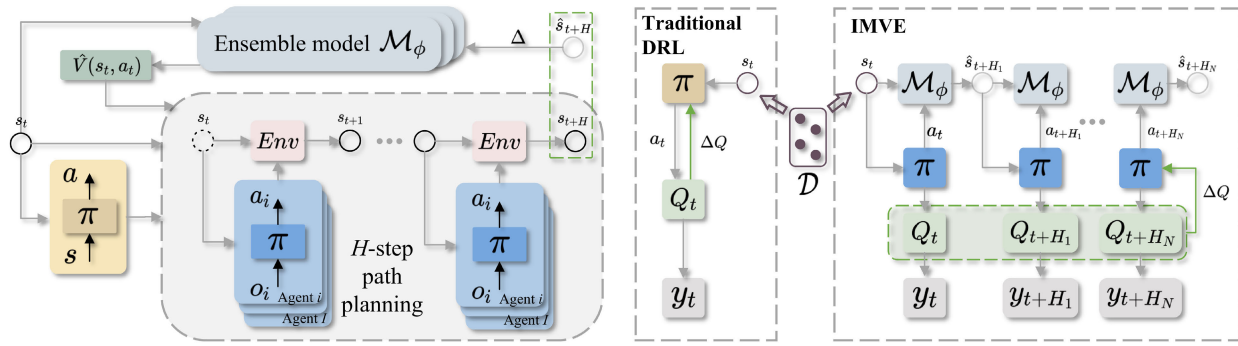 Ensemble model 𝓜_ϕ
Δ
ŝ_{t+H}
V̂(s_t, a_t)
s_t
a
π
s
s_t
Env
s_{t+1}
Env
s_{t+H}
a_i
π
o_i
Agent i
Agent I
H-step
path
planning
a_i
π
o_i
Agent i
Agent I
Traditional
DRL
π
s_t
a_t
ΔQ
Q_t
y_t
𝒟
IMVE
s_t
𝓜_ϕ
ŝ_{t+H_1}
𝓜_ϕ
𝓜_ϕ
ŝ_{t+H_N}
a_t
a_{t+H_1}
a_{t+H_N}
π
π
π
ΔQ
Q_t
Q_{t+H_1}
Q_{t+H_N}
y_t
y_{t+H_1}
y_{t+H_N}